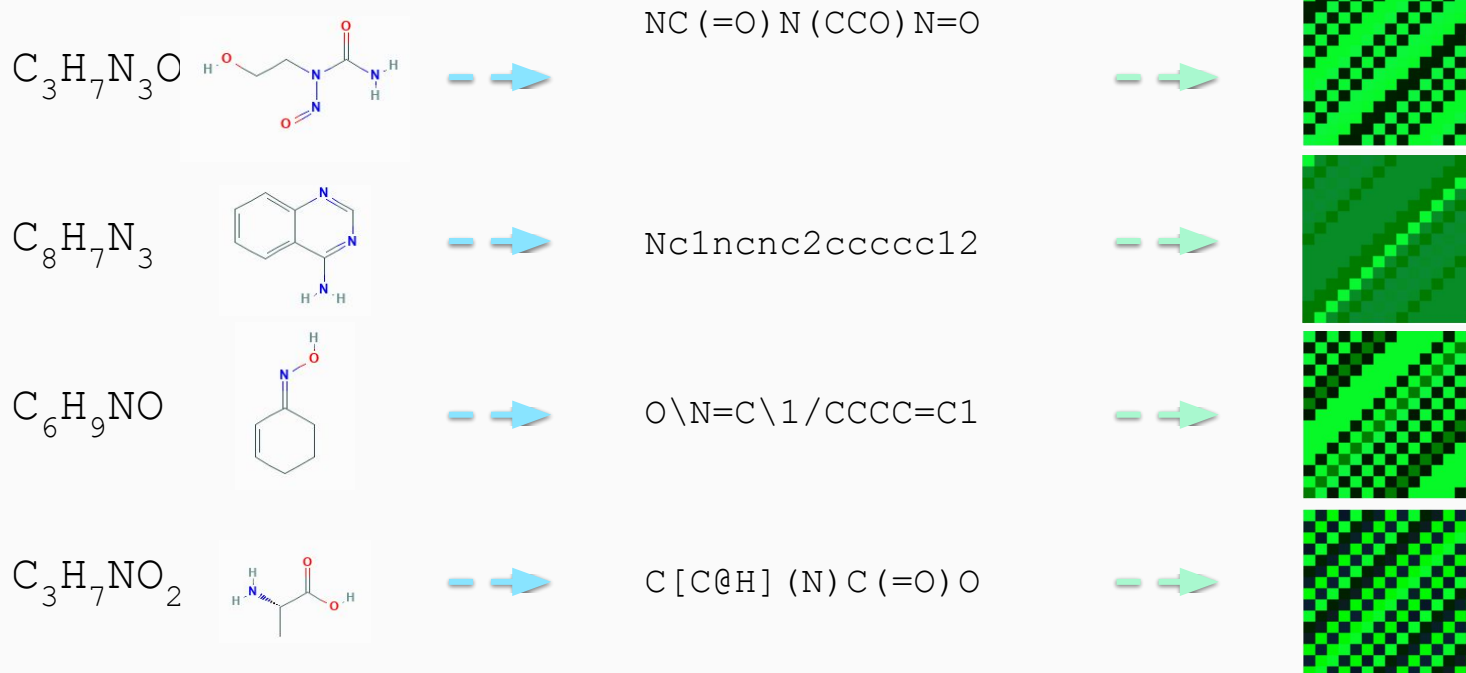 C3H7N3O
H O O N N H H N O
NC(=O)N(CCO)N=O
C8H7N3
N N N H H
Nc1ncnc2ccccc12
C6H9NO
H O N
O\N=C\1/CCCC=C1
C3H7NO2
H H N O O H
C[C@H](N)C(=O)O